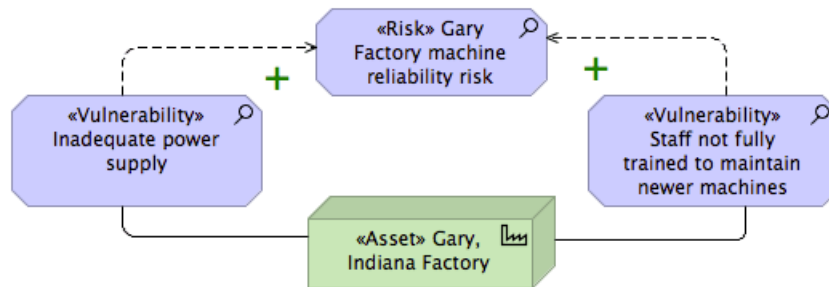 «Risk» Gary
Factory machine
reliability risk
+
+
«Vulnerability»
Inadequate power
supply
«Vulnerability»
Staff not fully
trained to maintain
newer machines
«Asset» Gary,
Indiana Factory